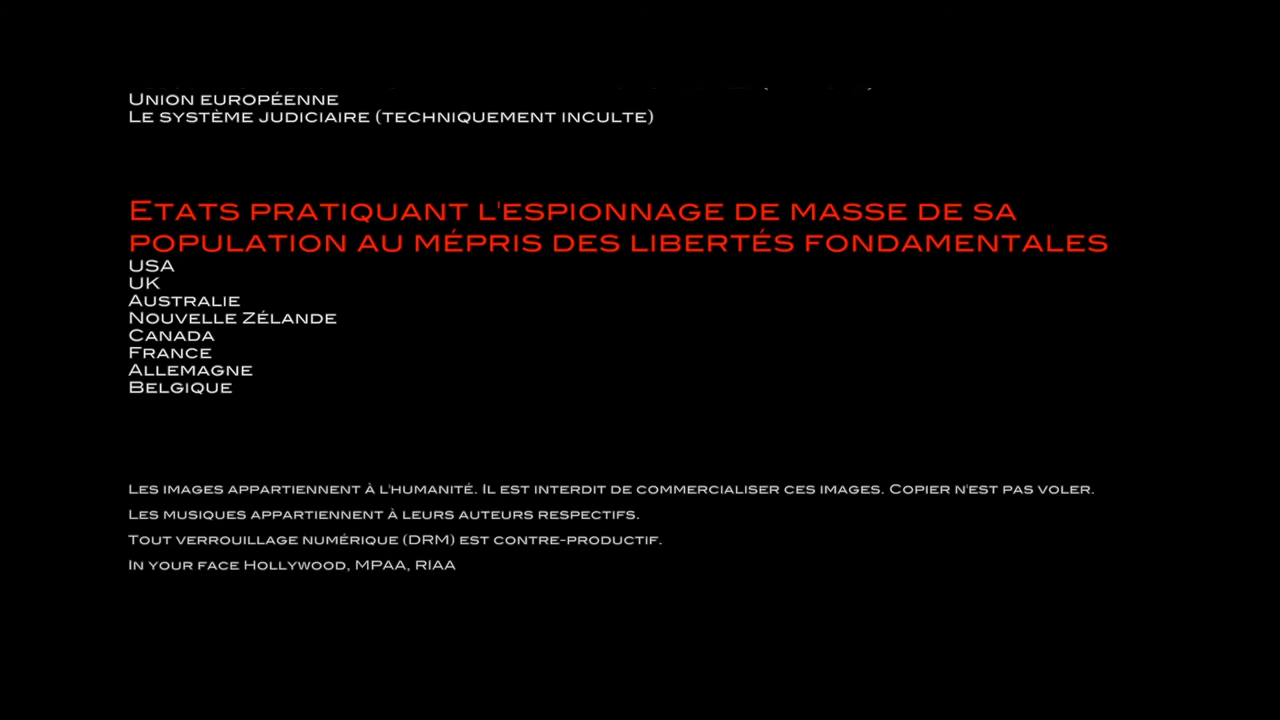 Union européenne
Le système judiciaire (techniquement inculte)
Etats pratiquant l'espionnage de masse de sa
population au mépris des libertés fondamentales
USA
UK
Australie
Nouvelle Zélande
Canada
France
Allemagne
Belgique
Les images appartiennent à l'humanité. Il est interdit de commercialiser ces images. Copier n'est pas voler.
Les musiques appartiennent à leurs auteurs respectifs.
Tout verrouillage numérique (DRM) est contre-productif.
In your face Hollywood, MPAA, RIAA